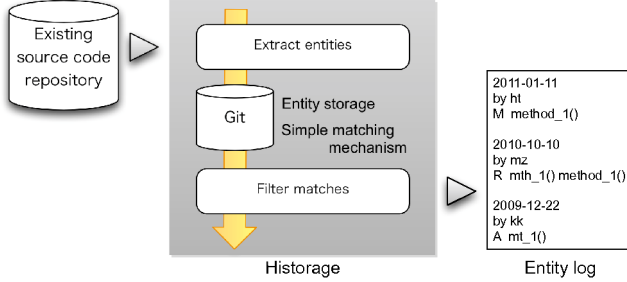 Existing
source code
repository
Extract entities
Git
Entity storage
Simple matching
mechanism
Filter matches
Historage
2011-01-11
by ht
M method_1()
2010-10-10
by mz
R mth_1() method_1()
2009-12-22
by kk
A mt_1()
Entity log